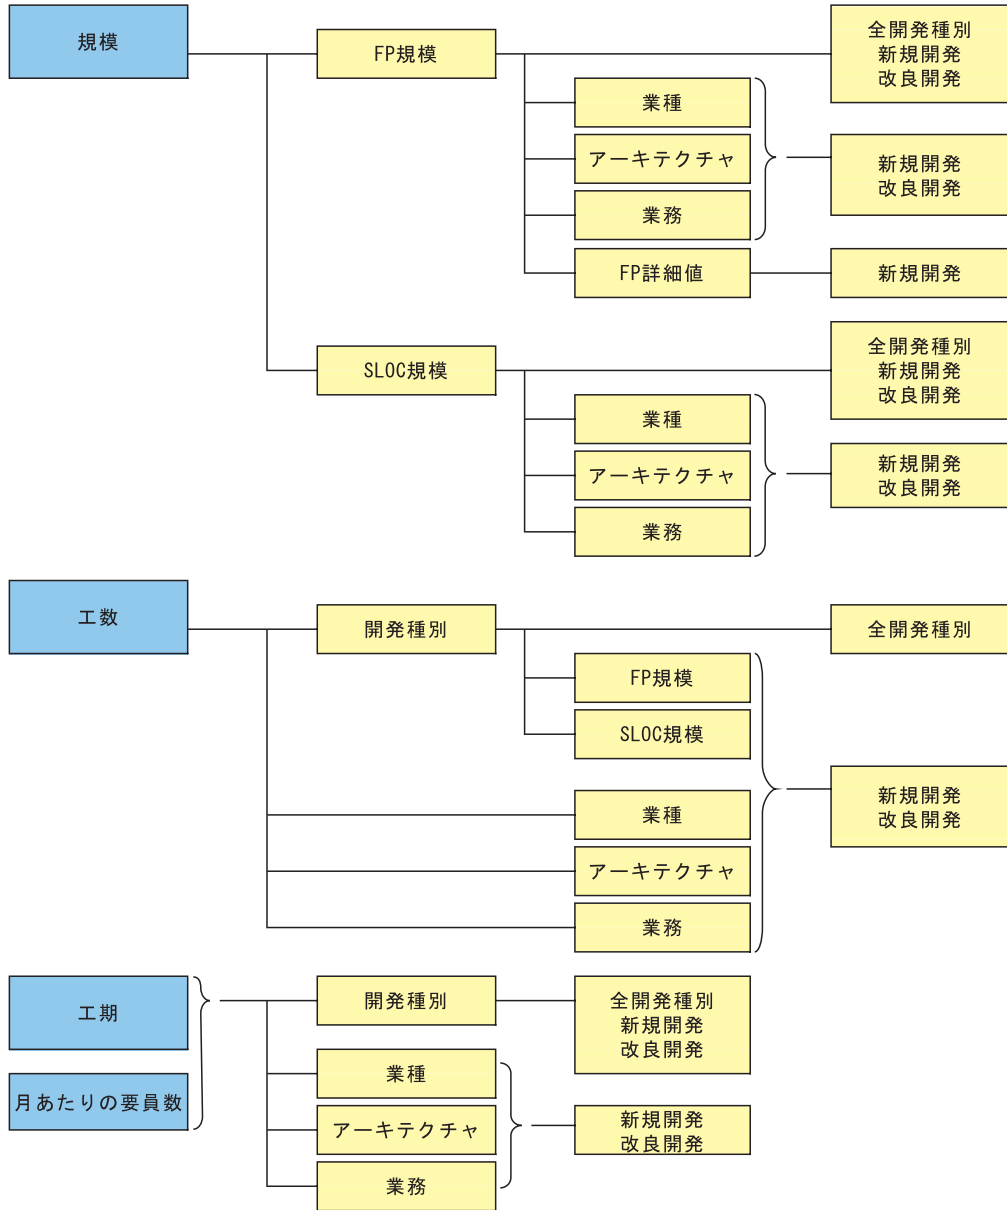 規模
FP規模
全開発種別
新規開発
改良開発
業種
アーキテクチャ
業務
新規開発
改良開発
FP詳細値
新規開発
SLOC規模
全開発種別
新規開発
改良開発
業種
アーキテクチャ
業務
新規開発
改良開発
工数
開発種別
全開発種別
FP規模
SLOC規模
業種
アーキテクチャ
業務
新規開発
改良開発
工期
月あたりの要員数
開発種別
全開発種別
新規開発
改良開発
業種
アーキテクチャ
業務
新規開発
改良開発